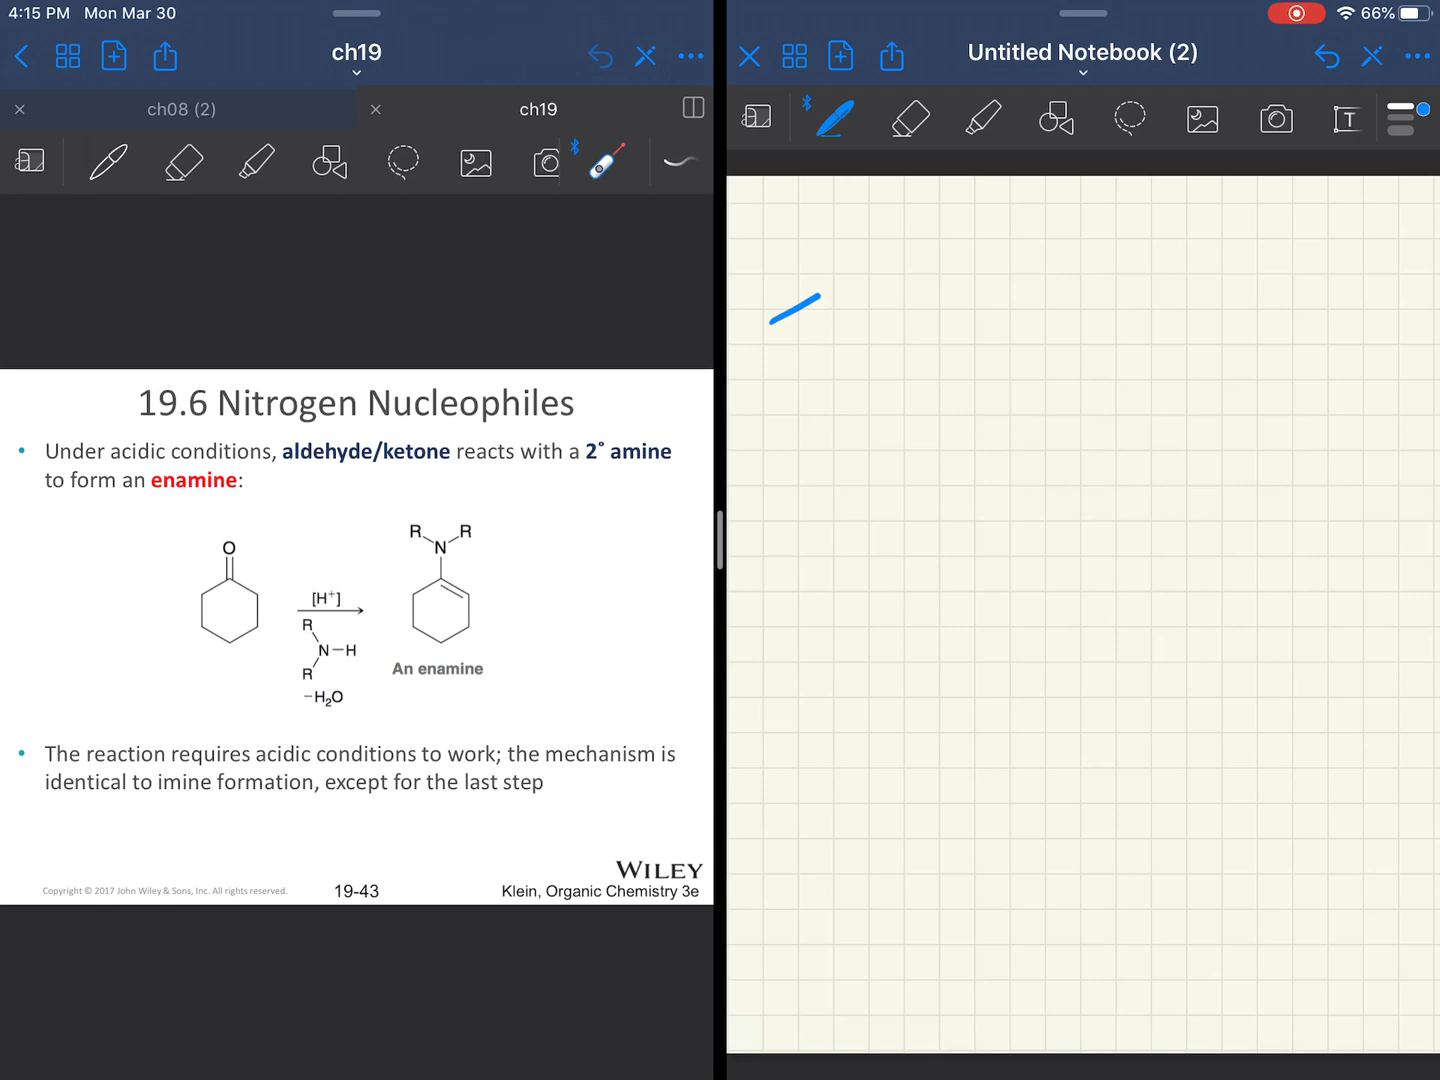 4:15 PM Mon Mar 30
66%
ch19
Untitled Notebook (2)
ch08 (2)
ch19
T
19.6 Nitrogen Nucleophiles
• Under acidic conditions, aldehyde/ketone reacts with a 2˚ amine
to form an enamine:
O
[H⁺]
R
N–H
R
–H₂O
R R
N
An enamine
• The reaction requires acidic conditions to work; the mechanism is
identical to imine formation, except for the last step
WILEY
Copyright © 2017 John Wiley & Sons, Inc. All rights reserved.
19-43
Klein, Organic Chemistry 3e